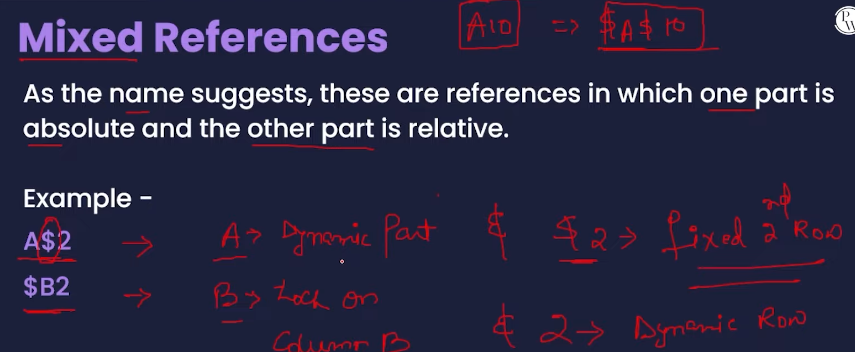 Mixed References
A10 => $A$10
As the name suggests, these are references in which one part is
absolute and the other part is relative.
Example -
A$2 → A → Dynamic Part & $2 → fixed 2nd Row
$B2 → B → Lock on Column B & 2 → Dynamic Row